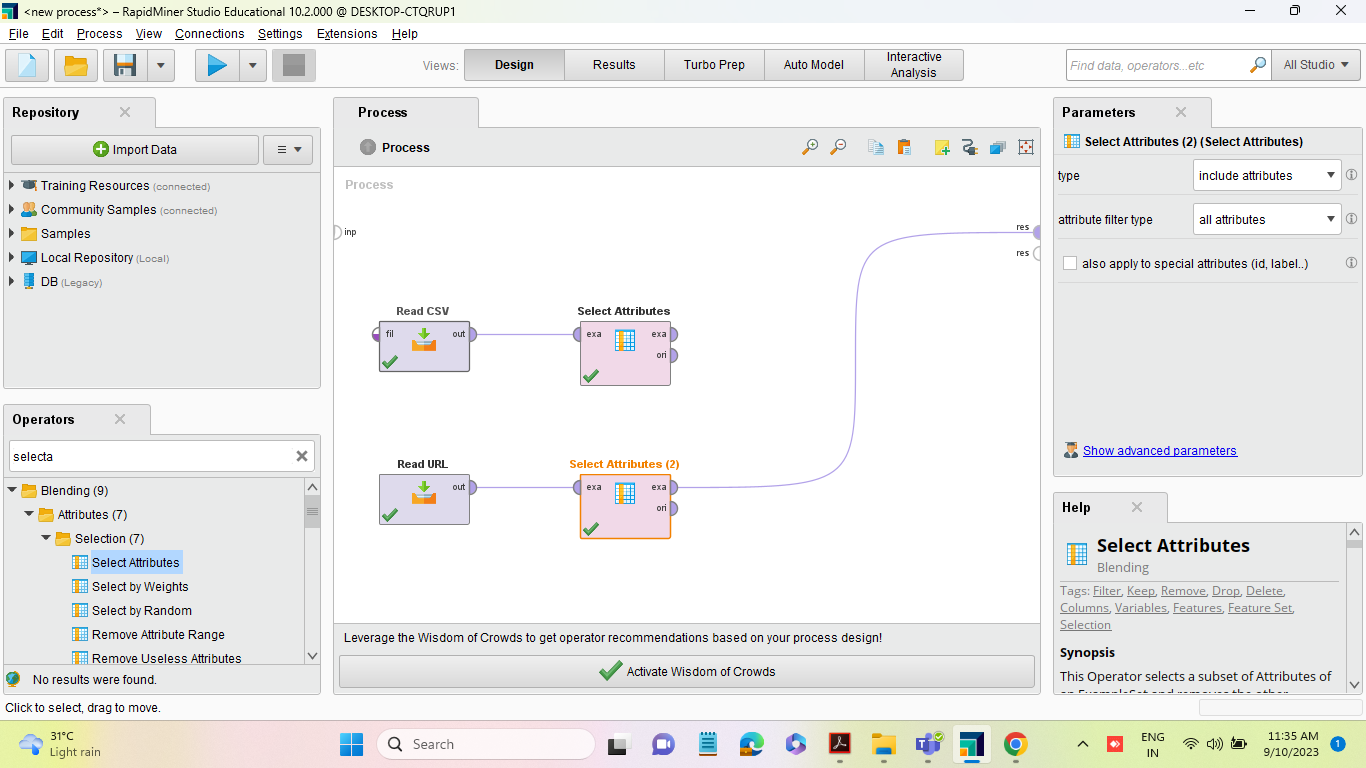 <new process*> – RapidMiner Studio Educational 10.2.000 @ DESKTOP-CTQRUP1
File Edit Process View Connections Settings Extensions Help
Views: Design Results Turbo Prep Auto Model Interactive Analysis
Find data, operators...etc
All Studio
Repository
Import Data
Training Resources (connected)
Community Samples (connected)
Samples
Local Repository (Local)
DB (Legacy)
Operators
selecta
Blending (9)
Attributes (7)
Selection (7)
Select Attributes
Select by Weights
Select by Random
Remove Attribute Range
Remove Useless Attributes
No results were found.
Process
Process
Process
inp
res
res
Read CSV
fil out
Select Attributes
exa exa
ori
Read URL
out
Select Attributes (2)
exa exa
ori
Leverage the Wisdom of Crowds to get operator recommendations based on your process design!
Activate Wisdom of Crowds
Parameters
Select Attributes (2) (Select Attributes)
type include attributes
attribute filter type all attributes
also apply to special attributes (id, label..)
Show advanced parameters
Help
Select Attributes
Blending
Tags: Filter, Keep, Remove, Drop, Delete,
Columns, Variables, Features, Feature Set,
Selection
Synopsis
This Operator selects a subset of Attributes of
Click to select, drag to move.
31°C
Light rain
Search
ENG
IN
11:35 AM
9/10/2023
1